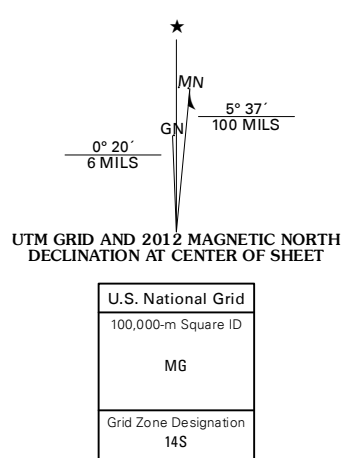 MN
GN
5° 37´
100 MILS
0° 20´
6 MILS
UTM GRID AND 2012 MAGNETIC NORTH
DECLINATION AT CENTER OF SHEET
U.S. National Grid
100,000-m Square ID
MG
Grid Zone Designation
14S